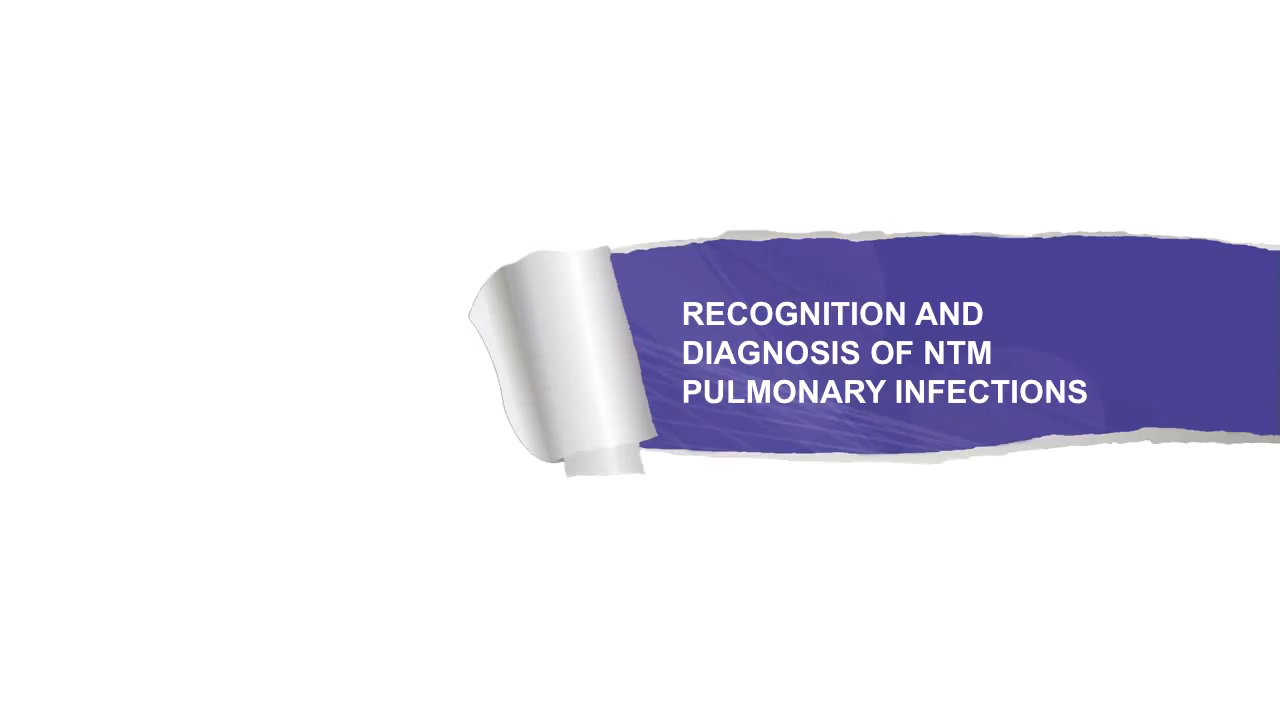 RECOGNITION AND
DIAGNOSIS OF NTM
PULMONARY INFECTIONS